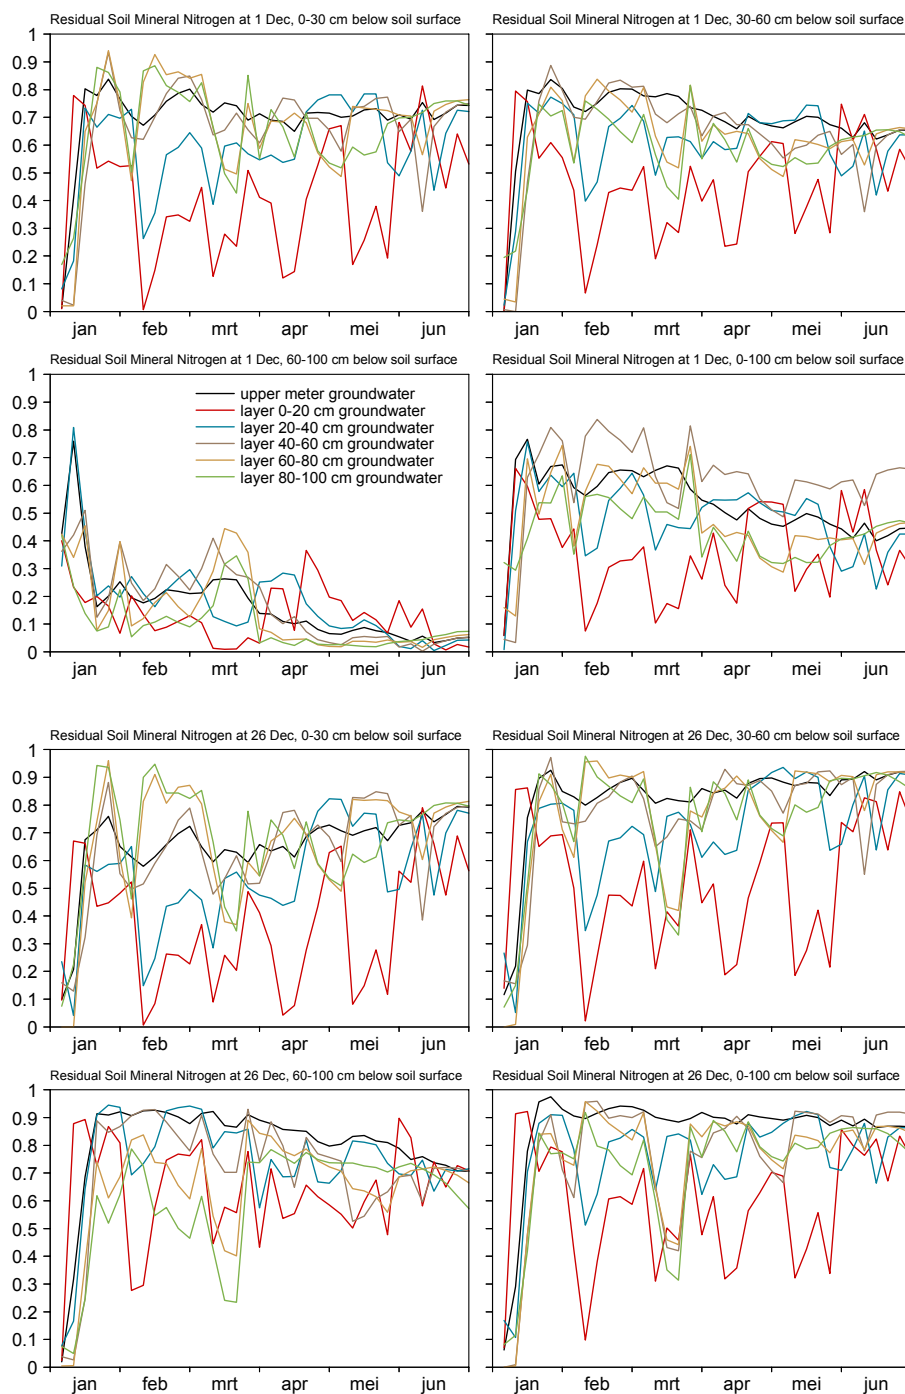 Residual Soil Mineral Nitrogen at 1 Dec, 0-30 cm below soil surface
1
0.9
0.8
0.7
0.6
0.5
0.4
0.3
0.2
0.1
0
jan feb mrt apr mei jun
Residual Soil Mineral Nitrogen at 1 Dec, 30-60 cm below soil surface
jan feb mrt apr mei jun
Residual Soil Mineral Nitrogen at 1 Dec, 60-100 cm below soil surface
1
0.9
0.8
0.7
0.6
0.5
0.4
0.3
0.2
0.1
0
upper meter groundwater
layer 0-20 cm groundwater
layer 20-40 cm groundwater
layer 40-60 cm groundwater
layer 60-80 cm groundwater
layer 80-100 cm groundwater
jan feb mrt apr mei jun
Residual Soil Mineral Nitrogen at 1 Dec, 0-100 cm below soil surface
jan feb mrt apr mei jun
Residual Soil Mineral Nitrogen at 26 Dec, 0-30 cm below soil surface
1
0.9
0.8
0.7
0.6
0.5
0.4
0.3
0.2
0.1
0
jan feb mrt apr mei jun
Residual Soil Mineral Nitrogen at 26 Dec, 30-60 cm below soil surface
jan feb mrt apr mei jun
Residual Soil Mineral Nitrogen at 26 Dec, 60-100 cm below soil surface
1
0.9
0.8
0.7
0.6
0.5
0.4
0.3
0.2
0.1
0
jan feb mrt apr mei jun
Residual Soil Mineral Nitrogen at 26 Dec, 0-100 cm below soil surface
jan feb mrt apr mei jun